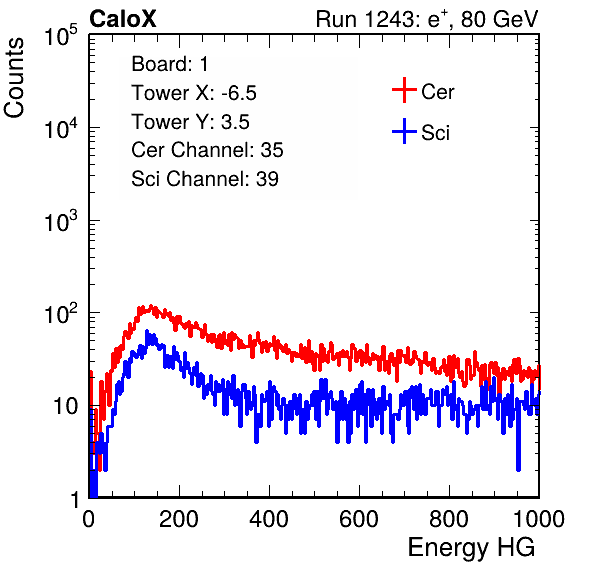 CaloX
Run 1243: e⁺, 80 GeV
Counts
10⁵
10⁴
10³
10²
10
1
Board: 1
Tower X: -6.5
Tower Y: 3.5
Cer Channel: 35
Sci Channel: 39
Cer
Sci
0 200 400 600 800 1000
Energy HG